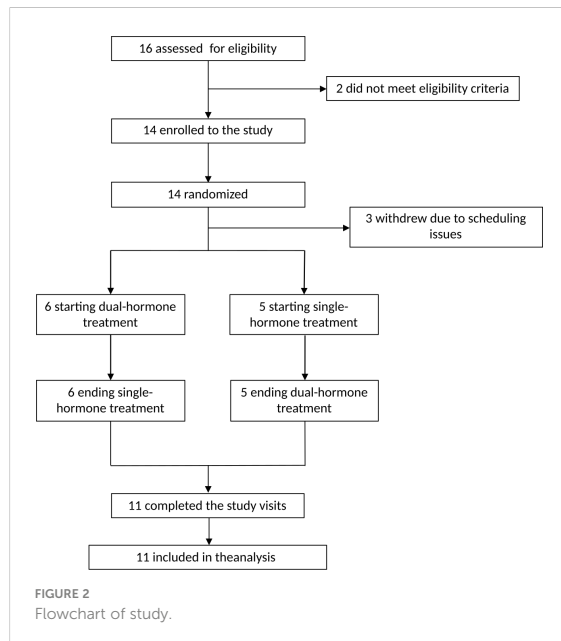 16 assessed for eligibility
2 did not meet eligibility criteria
14 enrolled to the study
14 randomized
3 withdrew due to scheduling
issues
6 starting dual-hormone
treatment
5 starting single-
hormone treatment
6 ending single-
hormone treatment
5 ending dual-hormone
treatment
11 completed the study visits
11 included in theanalysis
FIGURE 2
Flowchart of study.